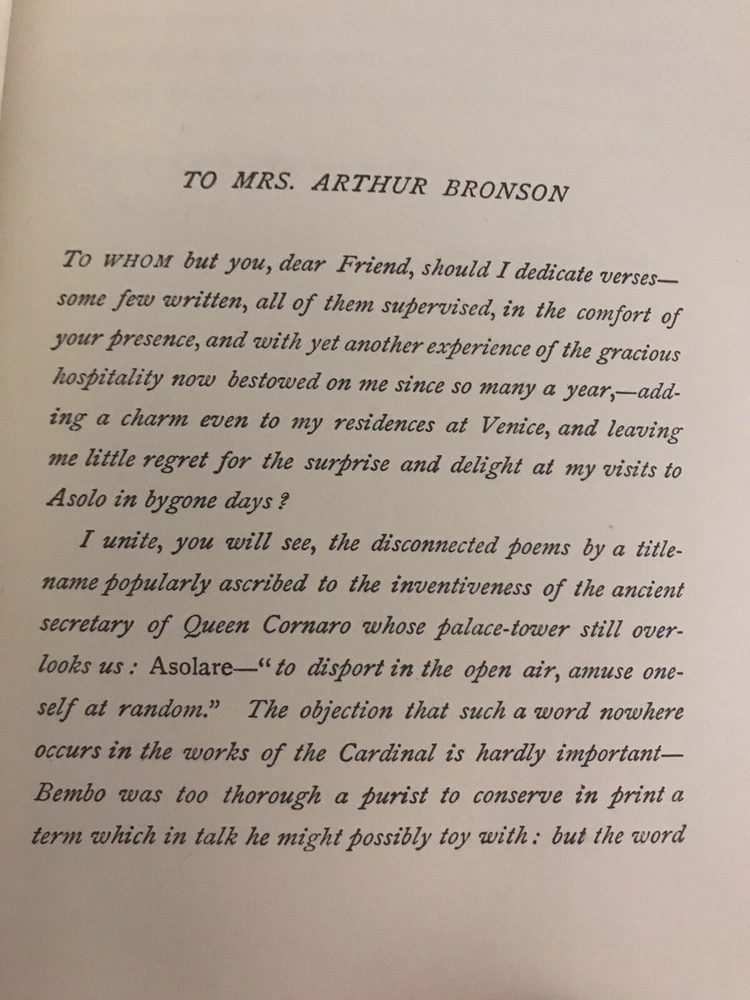 TO MRS. ARTHUR BRONSON
TO WHOM but you, dear Friend, should I dedicate verses—
some few written, all of them supervised, in the comfort of
your presence, and with yet another experience of the gracious
hospitality now bestowed on me since so many a year,—add-
ing a charm even to my residences at Venice, and leaving
me little regret for the surprise and delight at my visits to
Asolo in bygone days?
I unite, you will see, the disconnected poems by a title-
name popularly ascribed to the inventiveness of the ancient
secretary of Queen Cornaro whose palace-tower still over-
looks us: Asolare—“to disport in the open air, amuse one-
self at random.” The objection that such a word nowhere
occurs in the works of the Cardinal is hardly important—
Bembo was too thorough a purist to conserve in print a
term which in talk he might possibly toy with: but the word